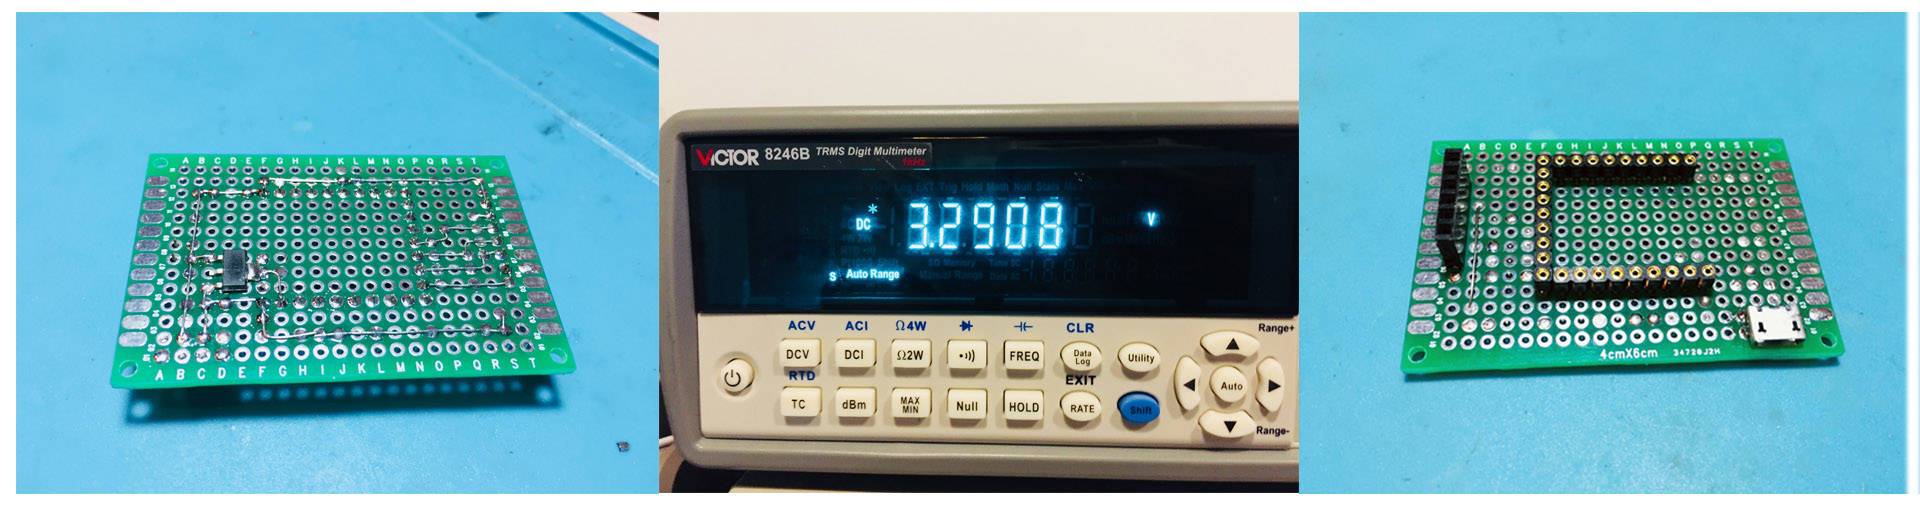 A B C D E F G H I J K L M N O P Q R S T
A B C D E F G H I J K L M N O P Q R S T
VICTOR 8246B TRMS Digit Multimeter
DC * 3.2908 V
S Auto Range
ACV ACI Ω4W CLR Range+
DCV DCI Ω2W FREQ Data Log Utility
RTD EXIT Auto
TC dBm MAX MIN Null HOLD RATE Shift
Range-
A B C D E F G H I J K L M N O P Q R S T
4cmX6cm 34720J2H